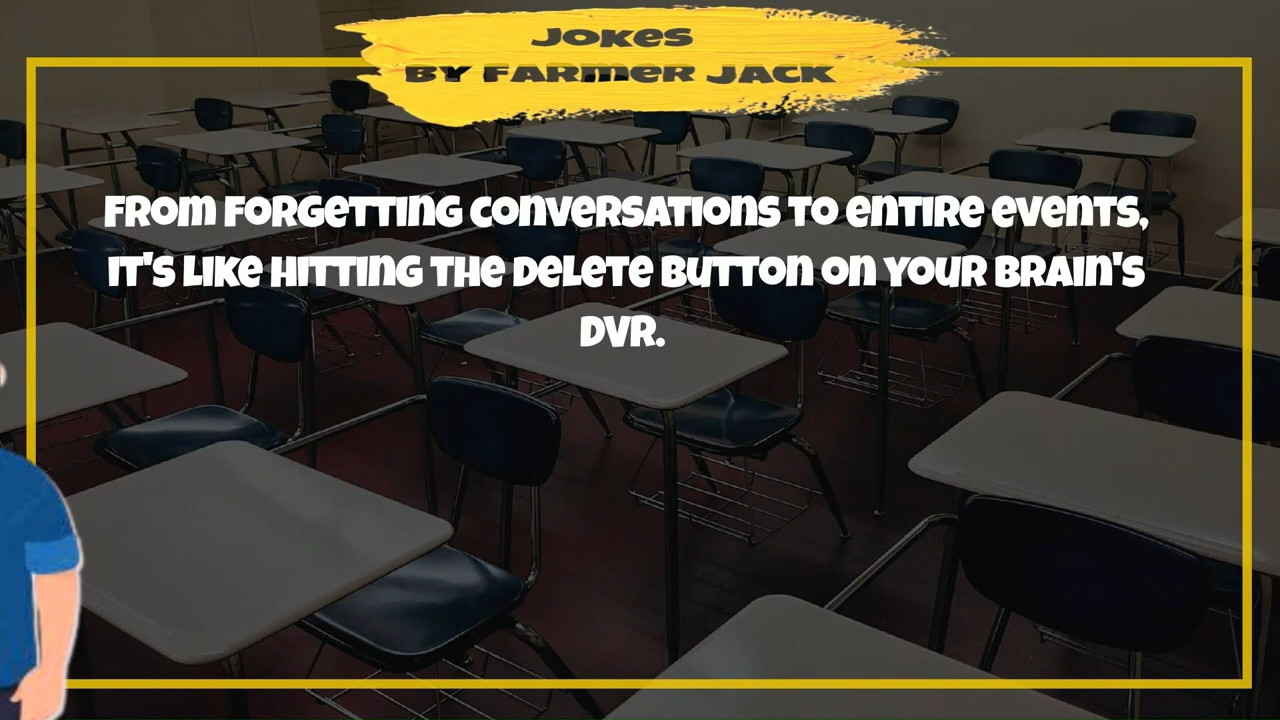 Jokes
by Farmer Jack
From forgetting conversations to entire events,
it's like hitting the delete button on your brain's
DVR.